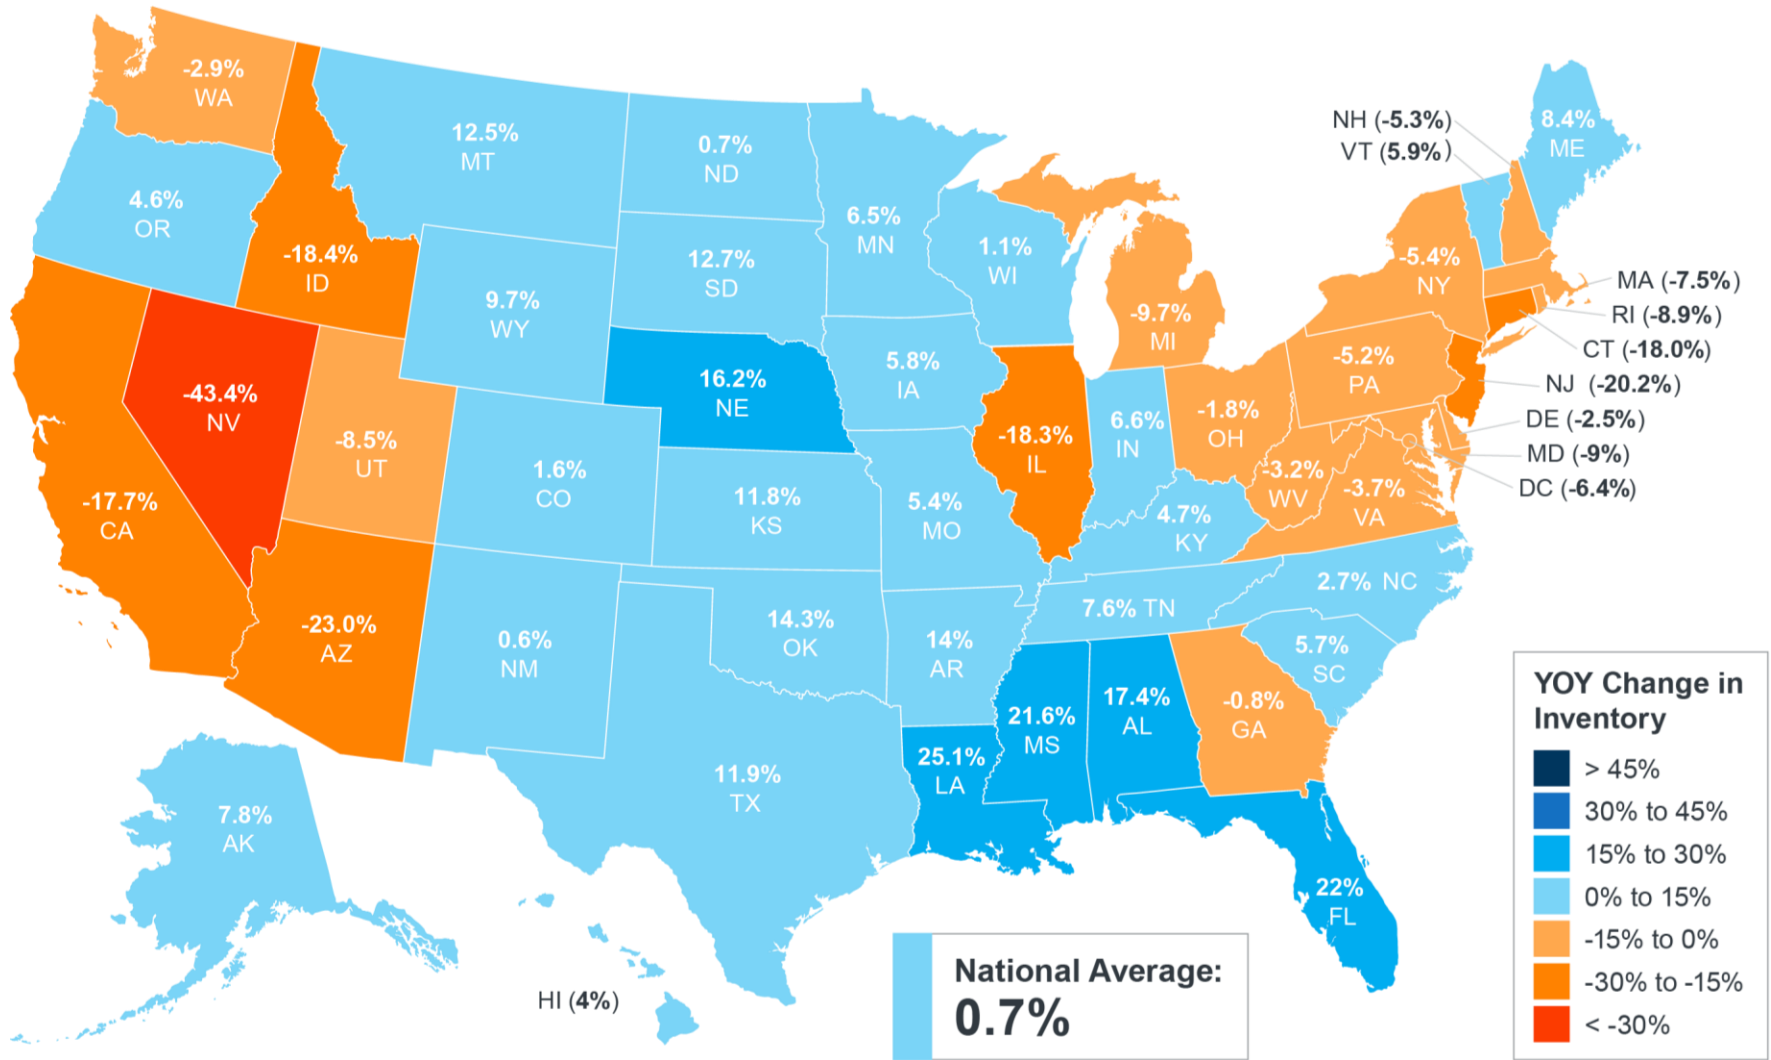 -2.9%
WA
4.6%
OR
-18.4%
ID
12.5%
MT
0.7%
ND
12.7%
SD
6.5%
MN
1.1%
WI
9.7%
WY
16.2%
NE
5.8%
IA
-9.7%
MI
-43.4%
NV
-8.5%
UT
-17.7%
CA
1.6%
CO
11.8%
KS
5.4%
MO
-18.3%
IL
6.6%
IN
-1.8%
OH
4.7%
KY
-3.2%
WV
-3.7%
VA
-5.2%
PA
-5.4%
NY
8.4%
ME
NH (-5.3%)
VT (5.9%)
MA (-7.5%)
RI (-8.9%)
CT (-18.0%)
NJ (-20.2%)
DE (-2.5%)
MD (-9%)
DC (-6.4%)
-23.0%
AZ
0.6%
NM
14.3%
OK
14%
AR
7.6% TN
2.7% NC
5.7%
SC
-0.8%
GA
17.4%
AL
21.6%
MS
25.1%
LA
11.9%
TX
22%
FL
7.8%
AK
HI (4%)
National Average:
0.7%
YOY Change in
Inventory
> 45%
30% to 45%
15% to 30%
0% to 15%
-15% to 0%
-30% to -15%
< -30%